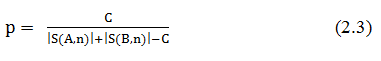 p = C / (|S(A,n)|+|S(B,n)|−C) (2.3)